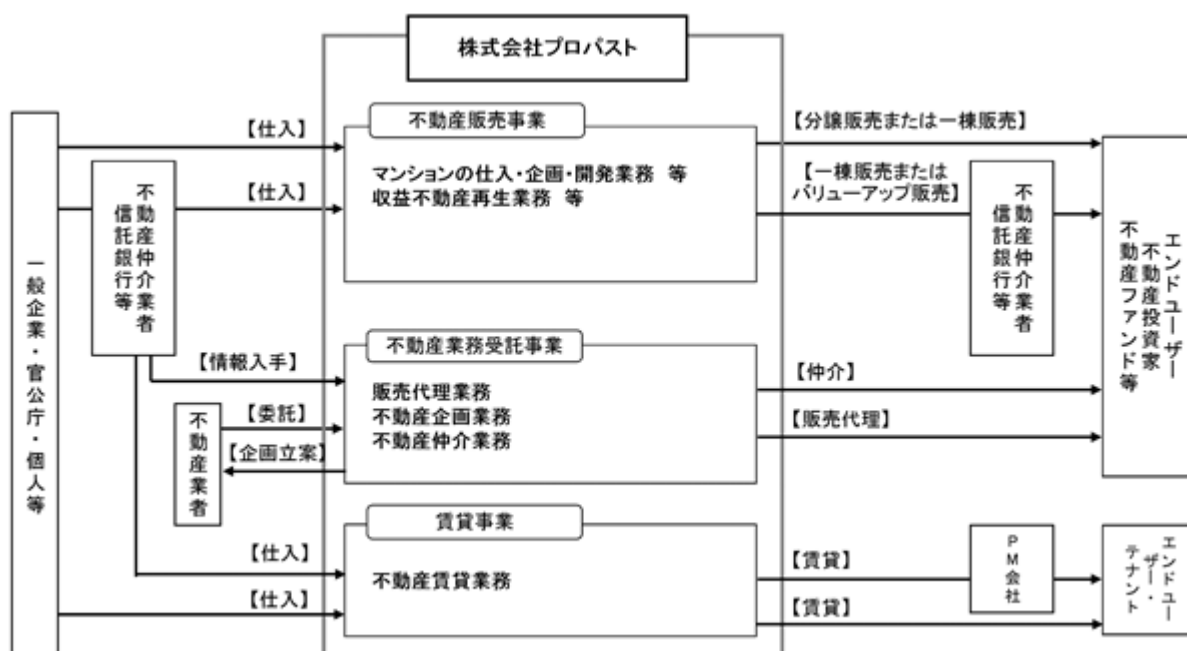 株式会社プロパスト
一般企業・官公庁・個人等
【仕入】
不動産仲介業者
信託銀行等
【仕入】
不動産販売事業
マンションの仕入・企画・開発業務 等
収益不動産再生業務 等
【分譲販売または一棟販売】
【一棟販売または
バリューアップ販売】
不動産仲介業者
信託銀行等
エンドユーザー
不動産投資家
不動産ファンド等
【情報入手】
不動産業者
【委託】
【企画立案】
不動産業務受託事業
販売代理業務
不動産企画業務
不動産仲介業務
【仲介】
【販売代理】
【仕入】
【仕入】
賃貸事業
不動産賃貸業務
【賃貸】
PM会社
【賃貸】
エンドユー
ザー・
テナント